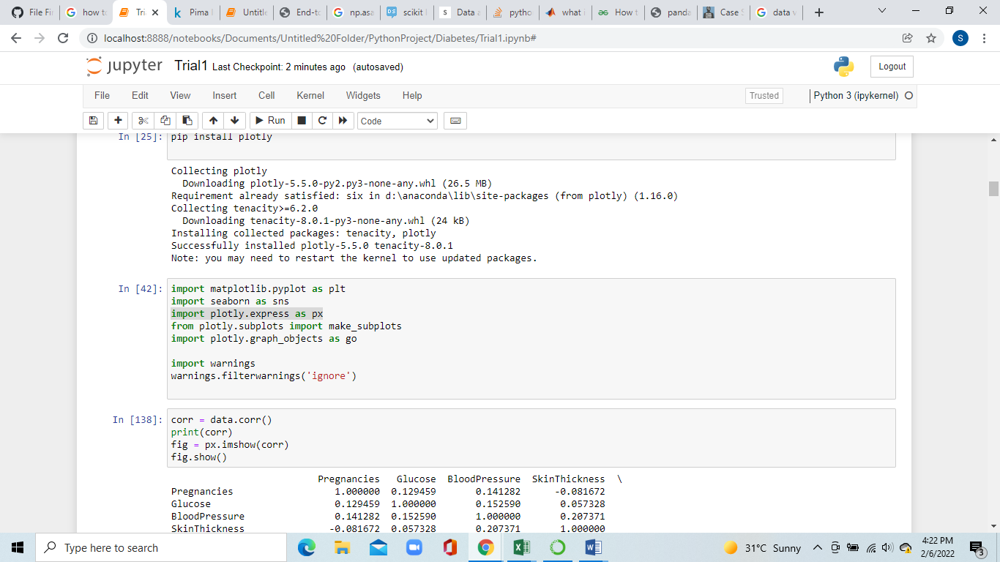 File Fi
how to
Tri
Pima
Untitle
End-to
np.asa
scikit
Data a
pytho
what i
How t
panda
Case S
data v
localhost:8888/notebooks/Documents/Untitled%20Folder/PythonProject/Diabetes/Trial1.ipynb#
S
jupyter Trial1 Last Checkpoint: 2 minutes ago (autosaved)
Logout
File Edit View Insert Cell Kernel Widgets Help
Trusted
Python 3 (ipykernel)
Run
Code
In [25]: pip install plotly
Collecting plotly
  Downloading plotly-5.5.0-py2.py3-none-any.whl (26.5 MB)
Requirement already satisfied: six in d:\anaconda\lib\site-packages (from plotly) (1.16.0)
Collecting tenacity>=6.2.0
  Downloading tenacity-8.0.1-py3-none-any.whl (24 kB)
Installing collected packages: tenacity, plotly
Successfully installed plotly-5.5.0 tenacity-8.0.1
Note: you may need to restart the kernel to use updated packages.
In [42]: import matplotlib.pyplot as plt
import seaborn as sns
import plotly.express as px
from plotly.subplots import make_subplots
import plotly.graph_objects as go
import warnings
warnings.filterwarnings('ignore')
In [138]: corr = data.corr()
print(corr)
fig = px.imshow(corr)
fig.show()
Pregnancies Glucose BloodPressure SkinThickness \
Pregnancies 1.000000 0.129459 0.141282 -0.081672
Glucose 0.129459 1.000000 0.152590 0.057328
BloodPressure 0.141282 0.152590 1.000000 0.207371
SkinThickness -0.081672 0.057328 0.207371 1.000000
Type here to search
31°C Sunny
4:22 PM
2/6/2022
3